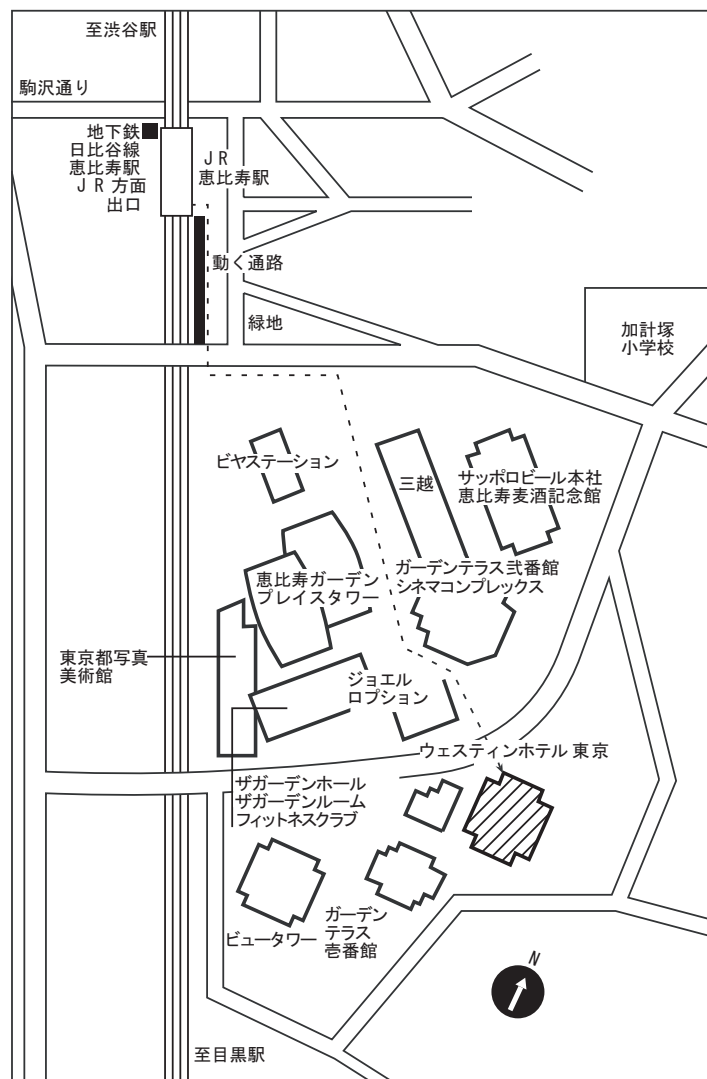 至渋谷駅
駒沢通り
地下鉄
日比谷線
恵比寿駅
JR 方面
出口
JR
恵比寿駅
動く通路
緑地
加計塚
小学校
ビヤステーション
三越
サッポロビール本社
恵比寿麦酒記念館
恵比寿ガーデン
プレイスタワー
ガーデンテラス弐番館
シネマコンプレックス
東京都写真
美術館
ジョエル
ロプション
ウェスティンホテル東京
ザガーデンホール
ザガーデンルーム
フィットネスクラブ
ビュータワー
ガーデン
テラス
壱番館
N
至目黒駅